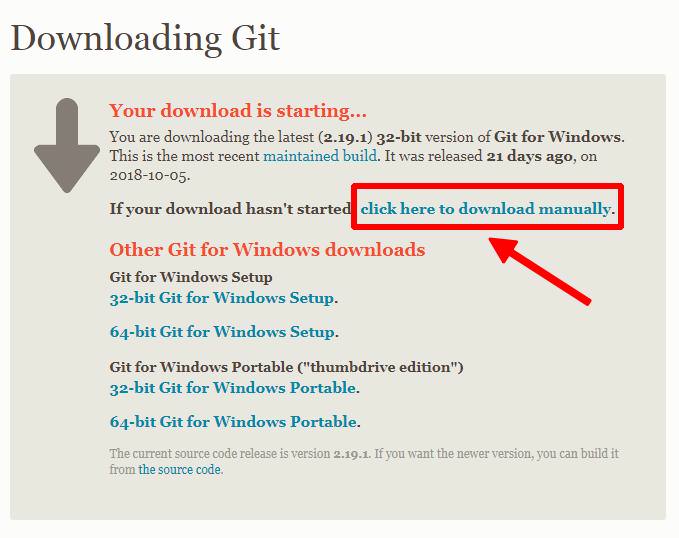 Downloading Git
Your download is starting...
You are downloading the latest (2.19.1) 32-bit version of Git for Windows.
This is the most recent maintained build. It was released 21 days ago, on
2018-10-05.
If your download hasn't started click here to download manually.
Other Git for Windows downloads
Git for Windows Setup
32-bit Git for Windows Setup.
64-bit Git for Windows Setup.
Git for Windows Portable ("thumbdrive edition")
32-bit Git for Windows Portable.
64-bit Git for Windows Portable.
The current source code release is version 2.19.1. If you want the newer version, you can build it
from the source code.